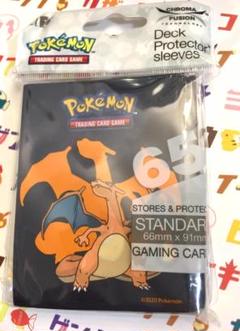 POKéMON
TRADING CARD GAME
CHROMA
FUSION
Deck
Protector
sleeves
POKéMON
TRADING CARD GAME
65
STORES & PROTEC
STANDAR
66mm x 91mm
GAMING CAR
©2020 Pokémon